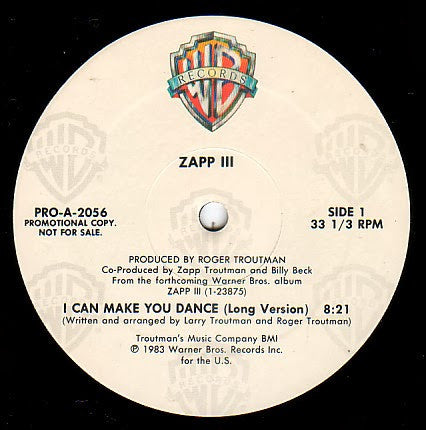 WB
RECORDS
ZAPP III
PRO-A-2056
PROMOTIONAL COPY.
NOT FOR SALE.
SIDE 1
33 1/3 RPM
PRODUCED BY ROGER TROUTMAN
Co-Produced by Zapp Troutman and Billy Beck
From the forthcoming Warner Bros. album
ZAPP III (1-23875)
I CAN MAKE YOU DANCE (Long Version) 8:21
(Written and arranged by Larry Troutman and Roger Troutman)
Troutman's Music Company BMI
℗ 1983 Warner Bros. Records Inc.
for the U.S.